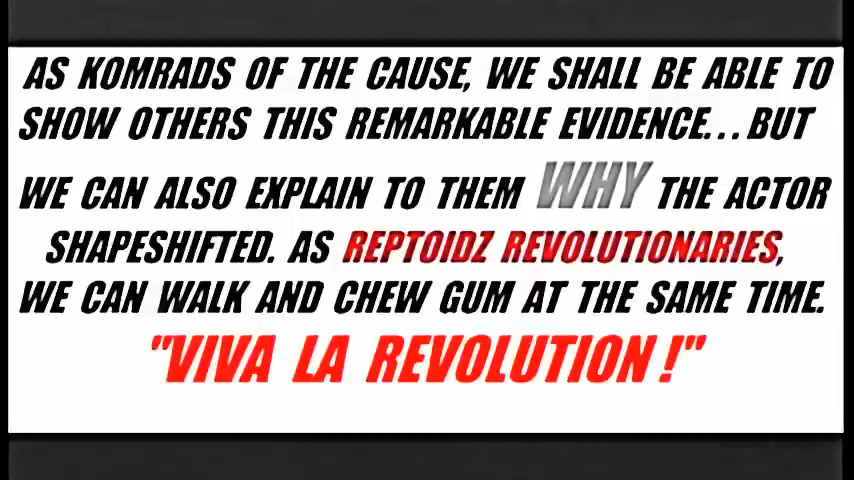 AS KOMRADS OF THE CAUSE, WE SHALL BE ABLE TO
SHOW OTHERS THIS REMARKABLE EVIDENCE...BUT
WE CAN ALSO EXPLAIN TO THEM WHY THE ACTOR
SHAPESHIFTED. AS REPTOIDZ REVOLUTIONARIES,
WE CAN WALK AND CHEW GUM AT THE SAME TIME.
"VIVA LA REVOLUTION!"